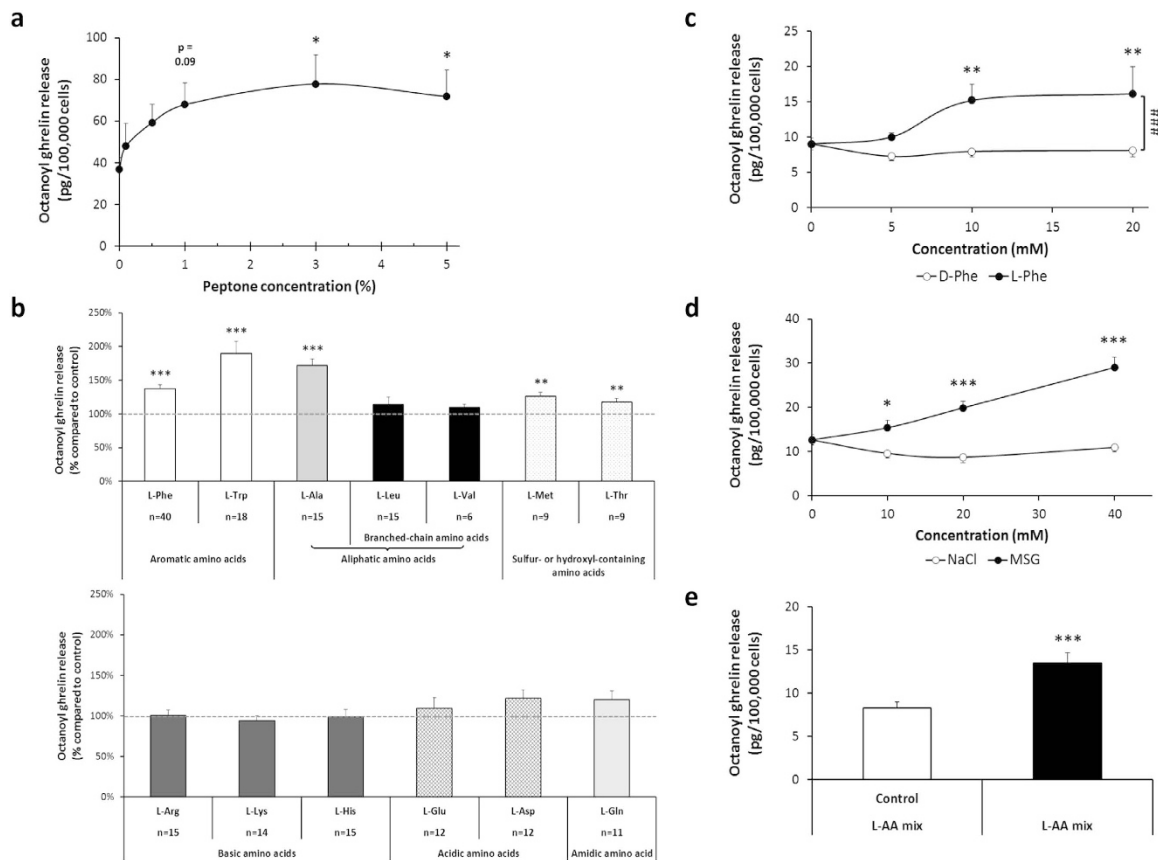 a
Octanoyl ghrelin release
(pg/100,000 cells)
100
80
60
40
20
0
p =
0.09
*
*
0
1
3
5
Peptone concentration (%)
b
Octanoyl ghrelin release
(% compared to control)
250%
200%
150%
100%
50%
0%
***
***
***
**
**
L-Phe
L-Trp
L-Ala
L-Leu
L-Val
L-Met
L-Thr
n=40
n=18
n=15
n=15
n=6
n=9
n=9
Branched-chain amino acids
Aromatic amino acids
Aliphatic amino acids
Sulfur- or hydroxyl-containing
amino acids
Octanoyl ghrelin release
(% compared to control)
250%
200%
150%
100%
50%
0%
L-Arg
L-Lys
L-His
L-Glu
L-Asp
L-Gln
n=15
n=14
n=15
n=12
n=12
n=11
Basic amino acids
Acidic amino acids
Amidic amino acid
c
Octanoyl ghrelin release
(pg/100,000 cells)
25
20
15
10
5
0
**
**
###
0
5
10
15
20
Concentration (mM)
D-Phe
L-Phe
d
Octanoyl ghrelin release
(pg/100,000 cells)
40
30
20
10
0
*
***
***
0
10
20
30
40
Concentration (mM)
NaCl
MSG
e
Octanoyl ghrelin release
(pg/100,000 cells)
20
15
10
5
0
***
Control
L-AA mix
L-AA mix